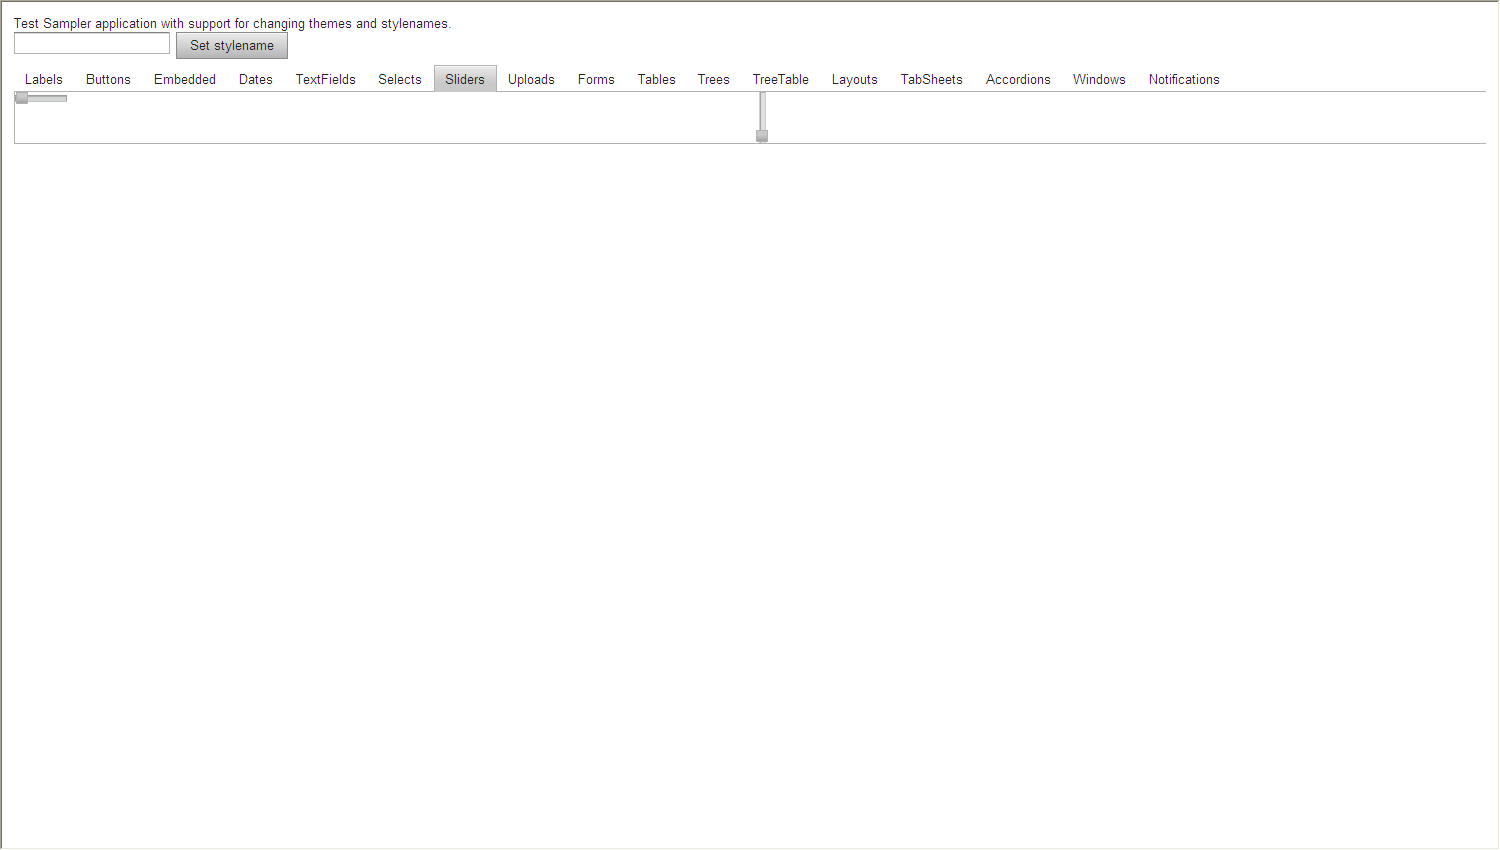 Test Sampler application with support for changing themes and stylenames.
Set stylename
Labels Buttons Embedded Dates TextFields Selects Sliders Uploads Forms Tables Trees TreeTable Layouts TabSheets Accordions Windows Notifications